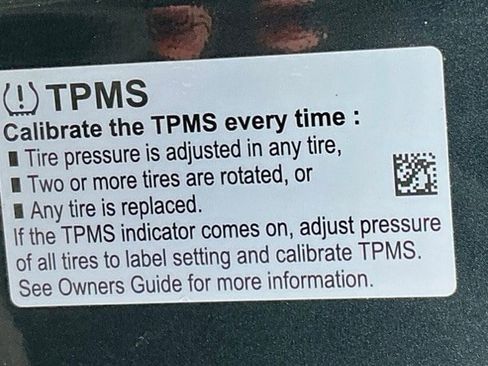 TPMS
Calibrate the TPMS every time :
Tire pressure is adjusted in any tire,
Two or more tires are rotated, or
Any tire is replaced.
If the TPMS indicator comes on, adjust pressure
of all tires to label setting and calibrate TPMS.
See Owners Guide for more information.